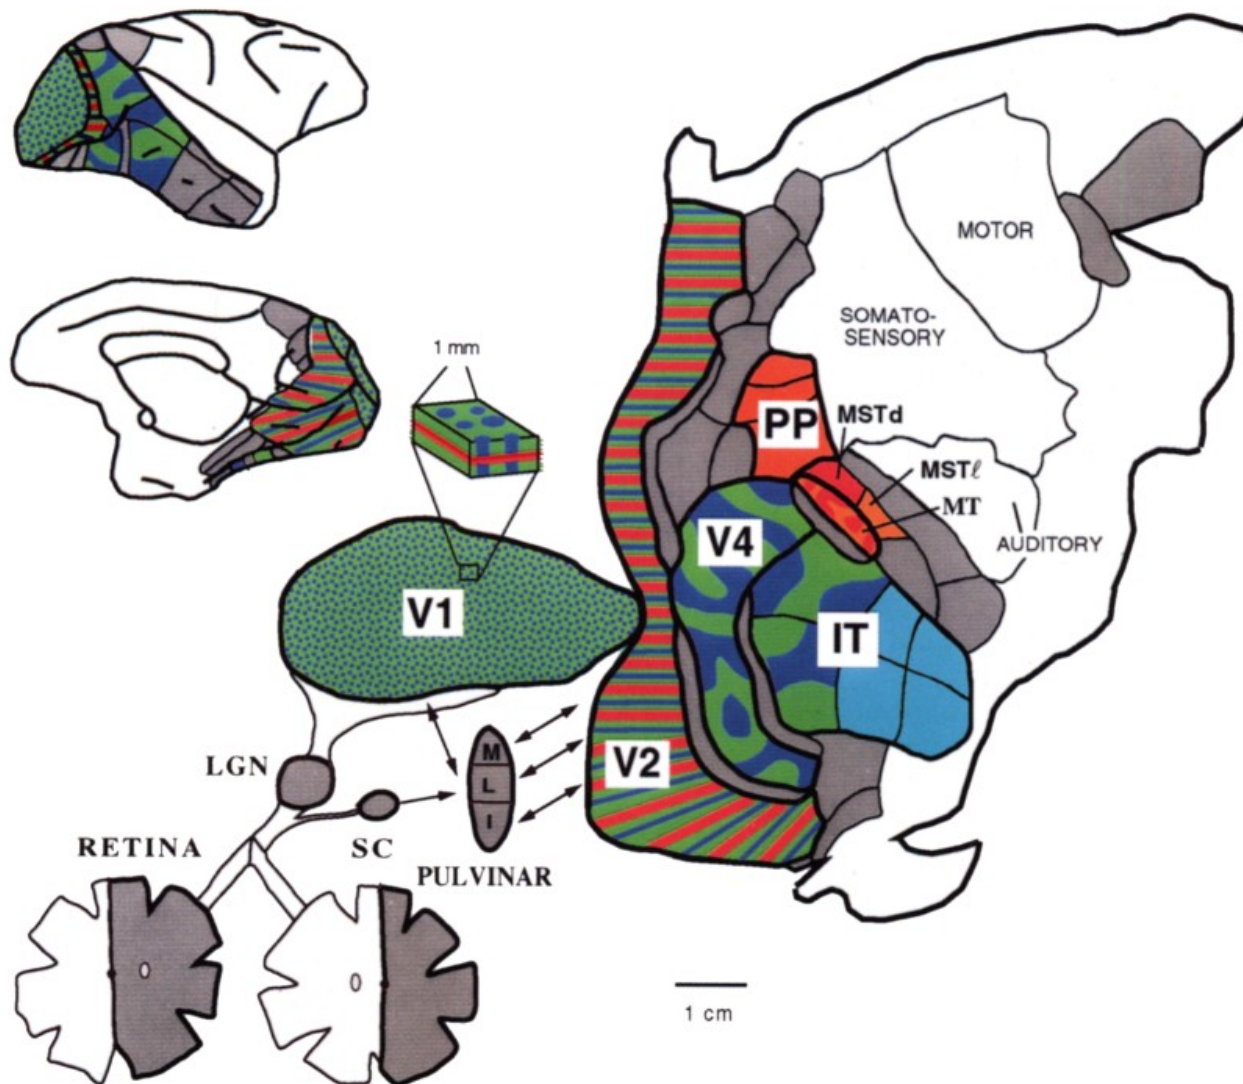 MOTOR
SOMATO-
SENSORY
1 mm
PP
MSTd
MSTℓ
MT
V4
AUDITORY
V1
IT
LGN
M
L
I
V2
RETINA
SC
PULVINAR
1 cm